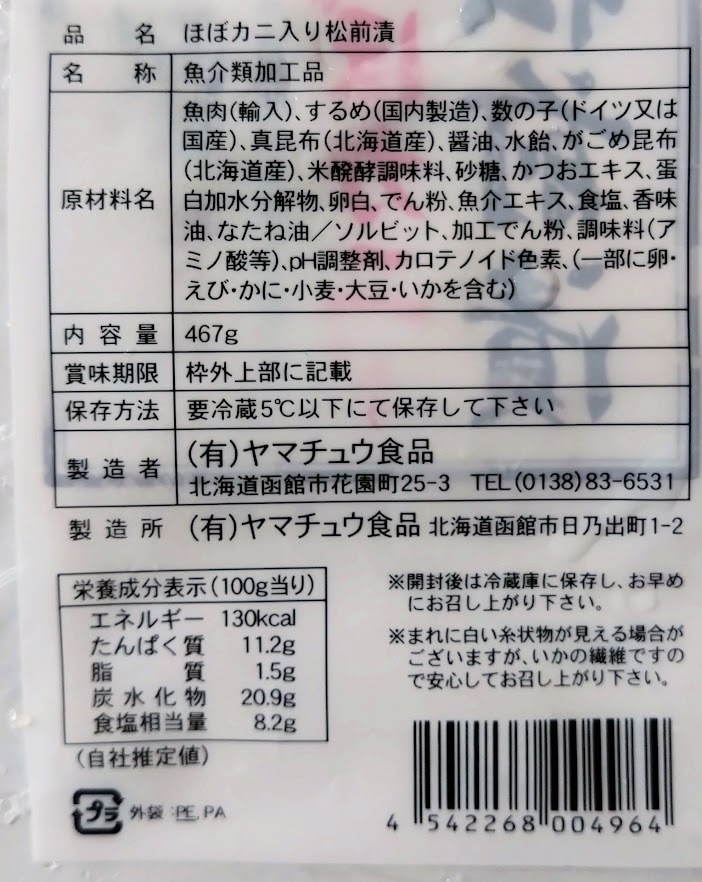 品名 ほぼカニ入り松前漬
名称 魚介類加工品
原材料名 魚肉(輸入)、するめ(国内製造)、数の子(ドイツ又は
国産)、真昆布(北海道産)、醤油、水飴、がごめ昆布
(北海道産)、米醗酵調味料、砂糖、かつおエキス、蛋
白加水分解物、卵白、でん粉、魚介エキス、食塩、香味
油、なたね油/ソルビット、加工でん粉、調味料(ア
ミノ酸等)、pH調整剤、カロテノイド色素、(一部に卵・
えび・かに・小麦・大豆・いかを含む)
内容量 467g
賞味期限 枠外上部に記載
保存方法 要冷蔵5℃以下にて保存して下さい
製造者 (有)ヤマチュウ食品
北海道函館市花園町25-3 TEL(0138)83-6531
製造所 (有)ヤマチュウ食品 北海道函館市日乃出町1-2
栄養成分表示(100g当り)
エネルギー 130kcal
たんぱく質 11.2g
脂質 1.5g
炭水化物 20.9g
食塩相当量 8.2g
(自社推定値)
プラ 外袋:PE,PA
※開封後は冷蔵庫に保存し、お早め
にお召し上がり下さい。
※まれに白い糸状物が見える場合が
ございますが、いかの繊維ですの
で安心してお召し上がり下さい。
4 542268 004964